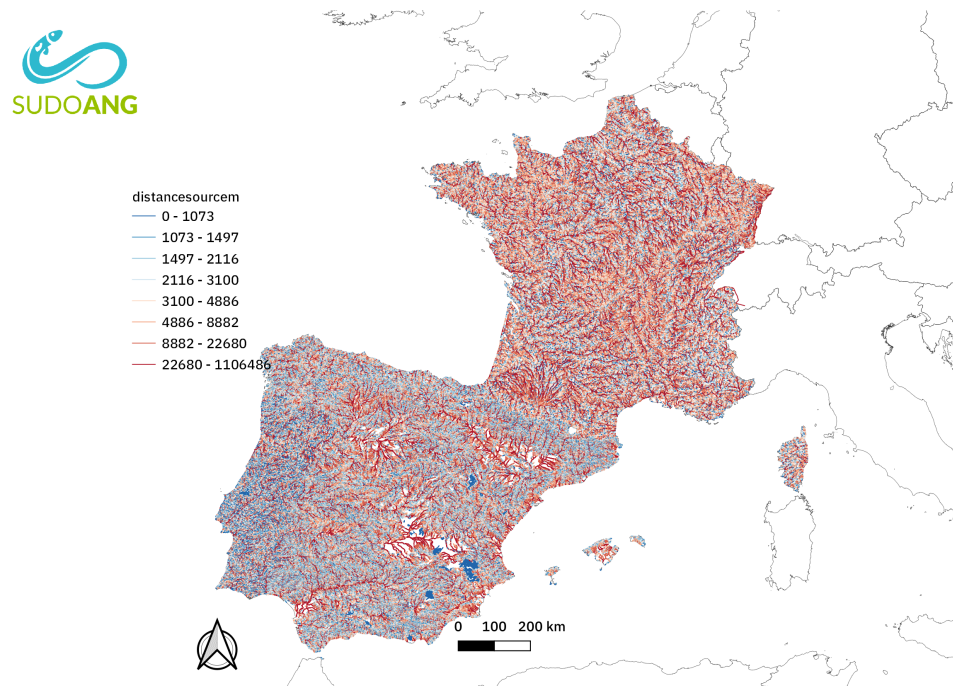 SUDOANG
distancesourcem
0 - 1073
1073 - 1497
1497 - 2116
2116 - 3100
3100 - 4886
4886 - 8882
8882 - 22680
22680 - 1106486
0 100 200 km